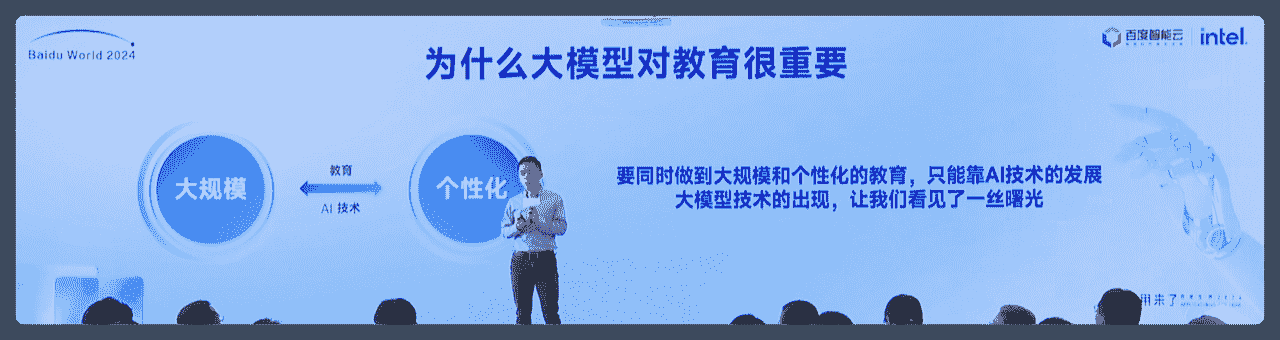 Baidu World 2024
百度智能云
intel.
为什么大模型对教育很重要
大规模
教育
AI 技术
个性化
要同时做到大规模和个性化的教育，只能靠AI技术的发展
大模型技术的出现，让我们看见了一丝曙光
用来了